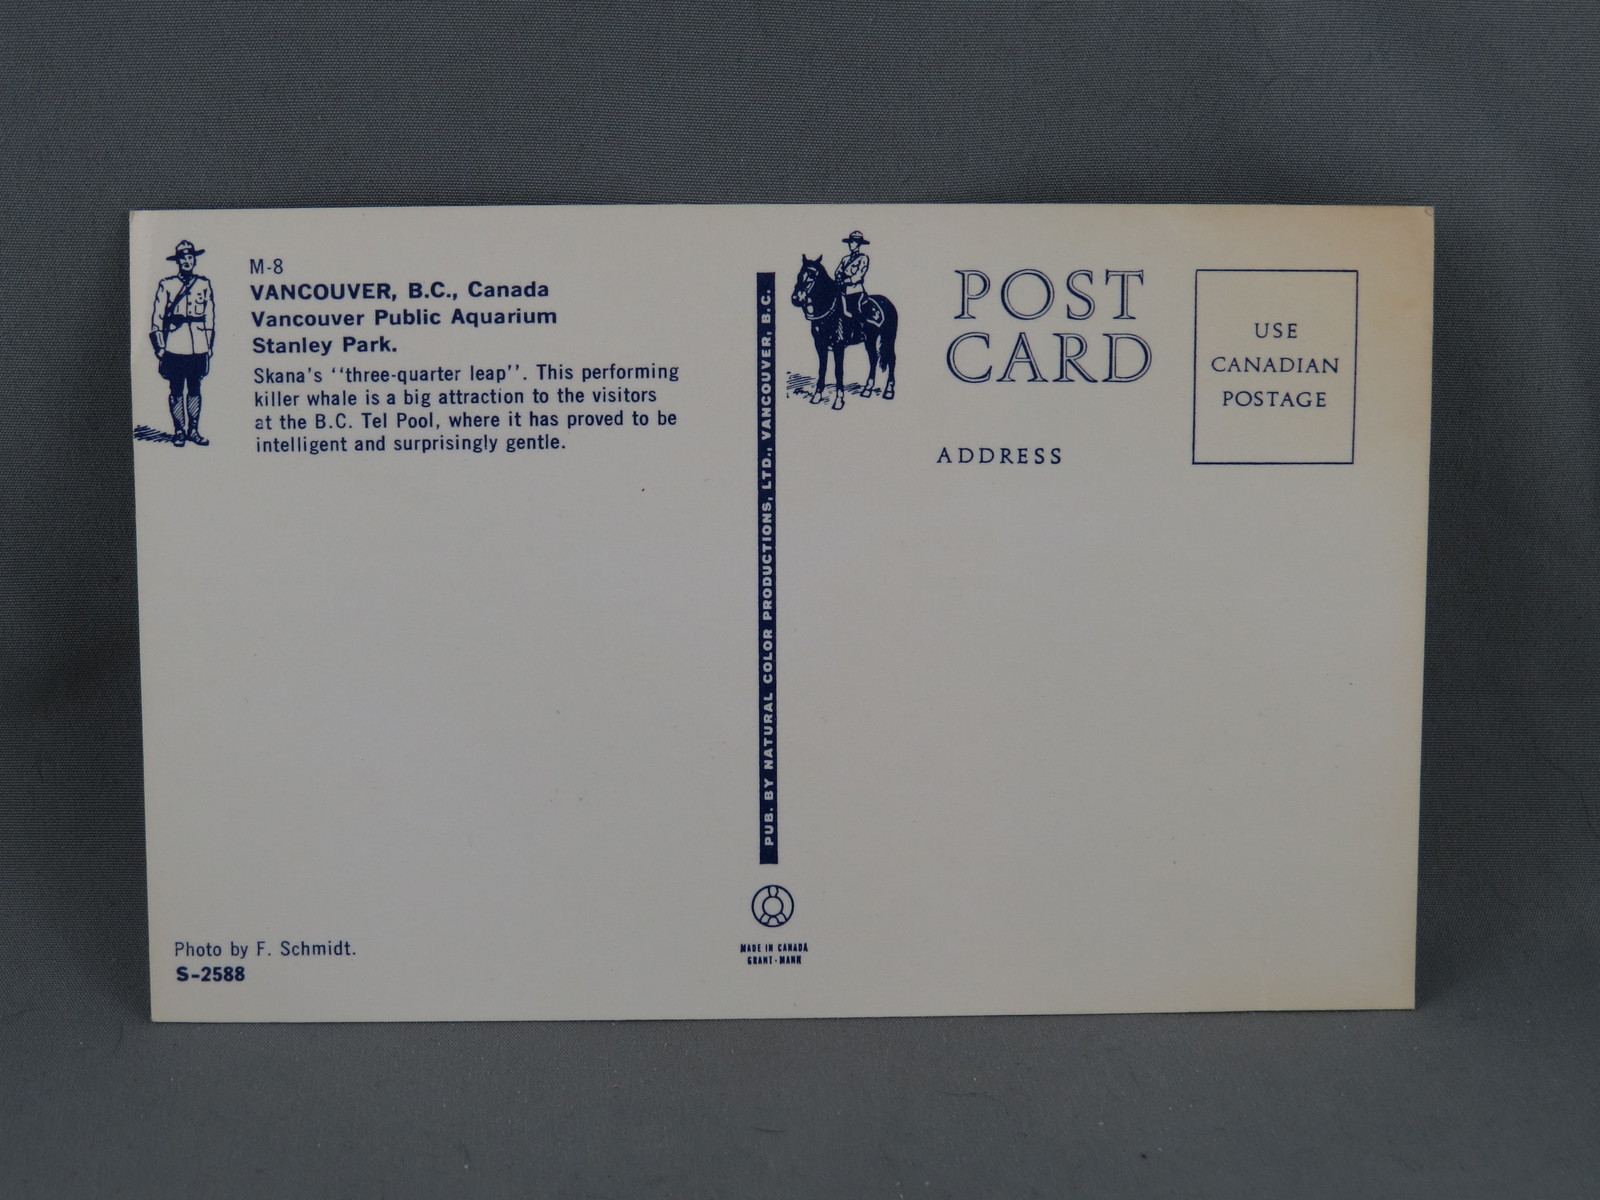 M-8
VANCOUVER, B.C., Canada
Vancouver Public Aquarium
Stanley Park.
Skana's "three-quarter leap". This performing
killer whale is a big attraction to the visitors
at the B.C. Tel Pool, where it has proved to be
intelligent and surprisingly gentle.
Photo by F. Schmidt.
S-2588
PUB. BY NATURAL COLOR PRODUCTIONS, LTD., VANCOUVER, B.C.
MADE IN CANADA
GRANT-MANN
POST
CARD
ADDRESS
USE
CANADIAN
POSTAGE